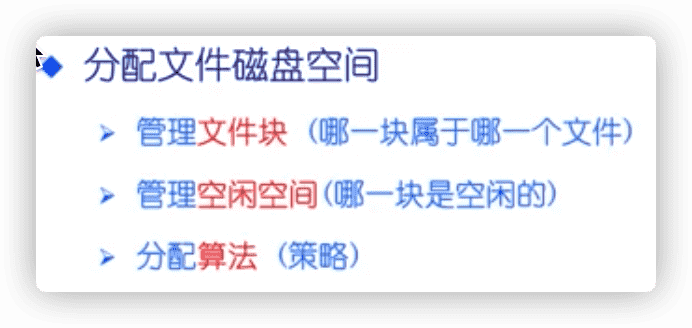 分配文件磁盘空间
管理文件块（哪一块属于哪一个文件）
管理空闲空间(哪一块是空闲的)
分配算法（策略）